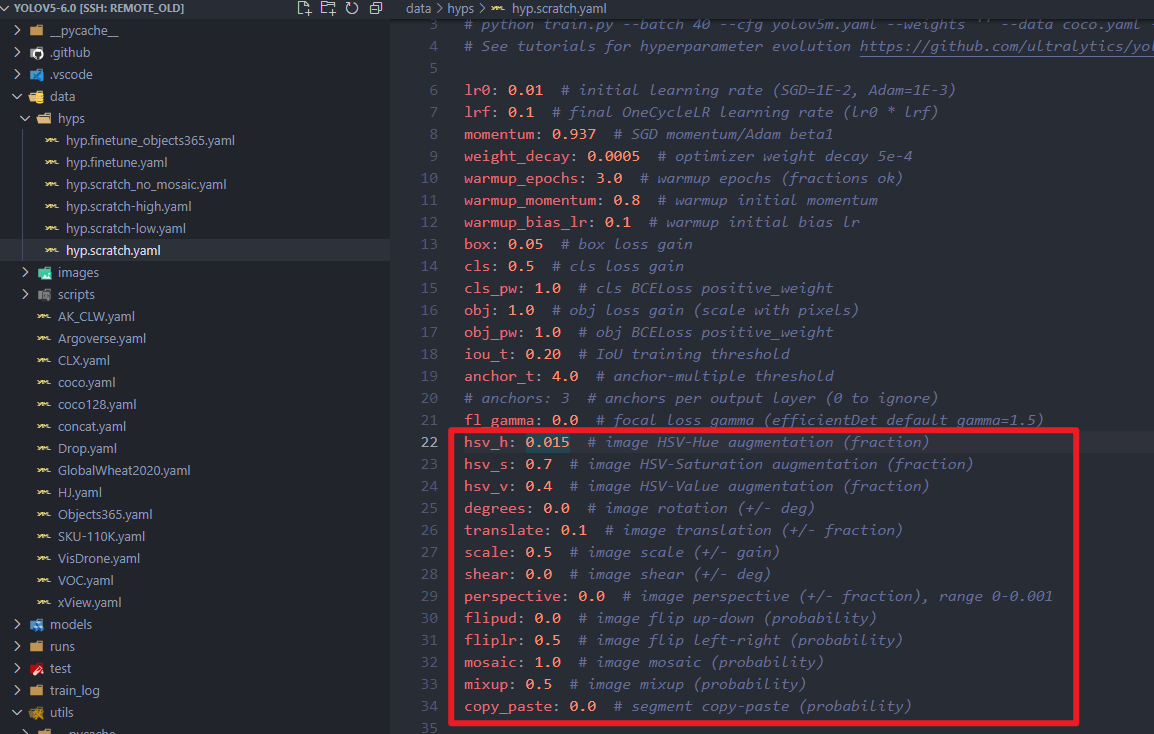 YOLOV5-6.0 [SSH: REMOTE_OLD]
__pycache__
.github
.vscode
data
hyps
hyp.finetune_objects365.yaml
hyp.finetune.yaml
hyp.scratch_no_mosaic.yaml
hyp.scratch-high.yaml
hyp.scratch-low.yaml
hyp.scratch.yaml
images
scripts
AK_CLW.yaml
Argoverse.yaml
CLX.yaml
coco.yaml
coco128.yaml
concat.yaml
Drop.yaml
GlobalWheat2020.yaml
HJ.yaml
Objects365.yaml
SKU-110K.yaml
VisDrone.yaml
VOC.yaml
xView.yaml
models
runs
test
train_log
utils
__pycache__
data > hyps > hyp.scratch.yaml
3 # python train.py --batch 40 --cfg yolov5m.yaml --weights '' --data coco.yaml
4 # See tutorials for hyperparameter evolution https://github.com/ultralytics/yol
5
6 lr0: 0.01 # initial learning rate (SGD=1E-2, Adam=1E-3)
7 lrf: 0.1 # final OneCycleLR learning rate (lr0 * lrf)
8 momentum: 0.937 # SGD momentum/Adam beta1
9 weight_decay: 0.0005 # optimizer weight decay 5e-4
10 warmup_epochs: 3.0 # warmup epochs (fractions ok)
11 warmup_momentum: 0.8 # warmup initial momentum
12 warmup_bias_lr: 0.1 # warmup initial bias lr
13 box: 0.05 # box loss gain
14 cls: 0.5 # cls loss gain
15 cls_pw: 1.0 # cls BCELoss positive_weight
16 obj: 1.0 # obj loss gain (scale with pixels)
17 obj_pw: 1.0 # obj BCELoss positive_weight
18 iou_t: 0.20 # IoU training threshold
19 anchor_t: 4.0 # anchor-multiple threshold
20 # anchors: 3 # anchors per output layer (0 to ignore)
21 fl_gamma: 0.0 # focal loss gamma (efficientDet default gamma=1.5)
22 hsv_h: 0.015 # image HSV-Hue augmentation (fraction)
23 hsv_s: 0.7 # image HSV-Saturation augmentation (fraction)
24 hsv_v: 0.4 # image HSV-Value augmentation (fraction)
25 degrees: 0.0 # image rotation (+/- deg)
26 translate: 0.1 # image translation (+/- fraction)
27 scale: 0.5 # image scale (+/- gain)
28 shear: 0.0 # image shear (+/- deg)
29 perspective: 0.0 # image perspective (+/- fraction), range 0-0.001
30 flipud: 0.0 # image flip up-down (probability)
31 fliplr: 0.5 # image flip left-right (probability)
32 mosaic: 1.0 # image mosaic (probability)
33 mixup: 0.5 # image mixup (probability)
34 copy_paste: 0.0 # segment copy-paste (probability)
35